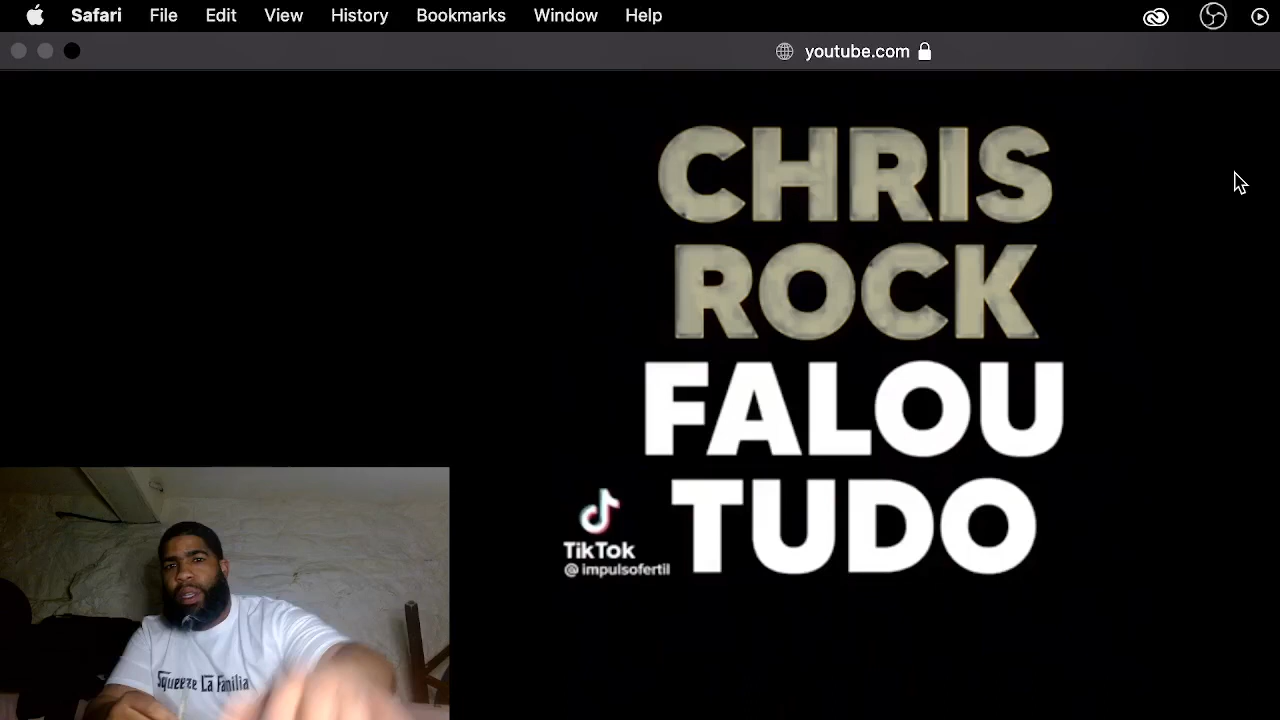 Safari File Edit View History Bookmarks Window Help
youtube.com
CHRIS
ROCK
FALOU
TUDO
TikTok
@impulsofertil
Squeeze La Familia